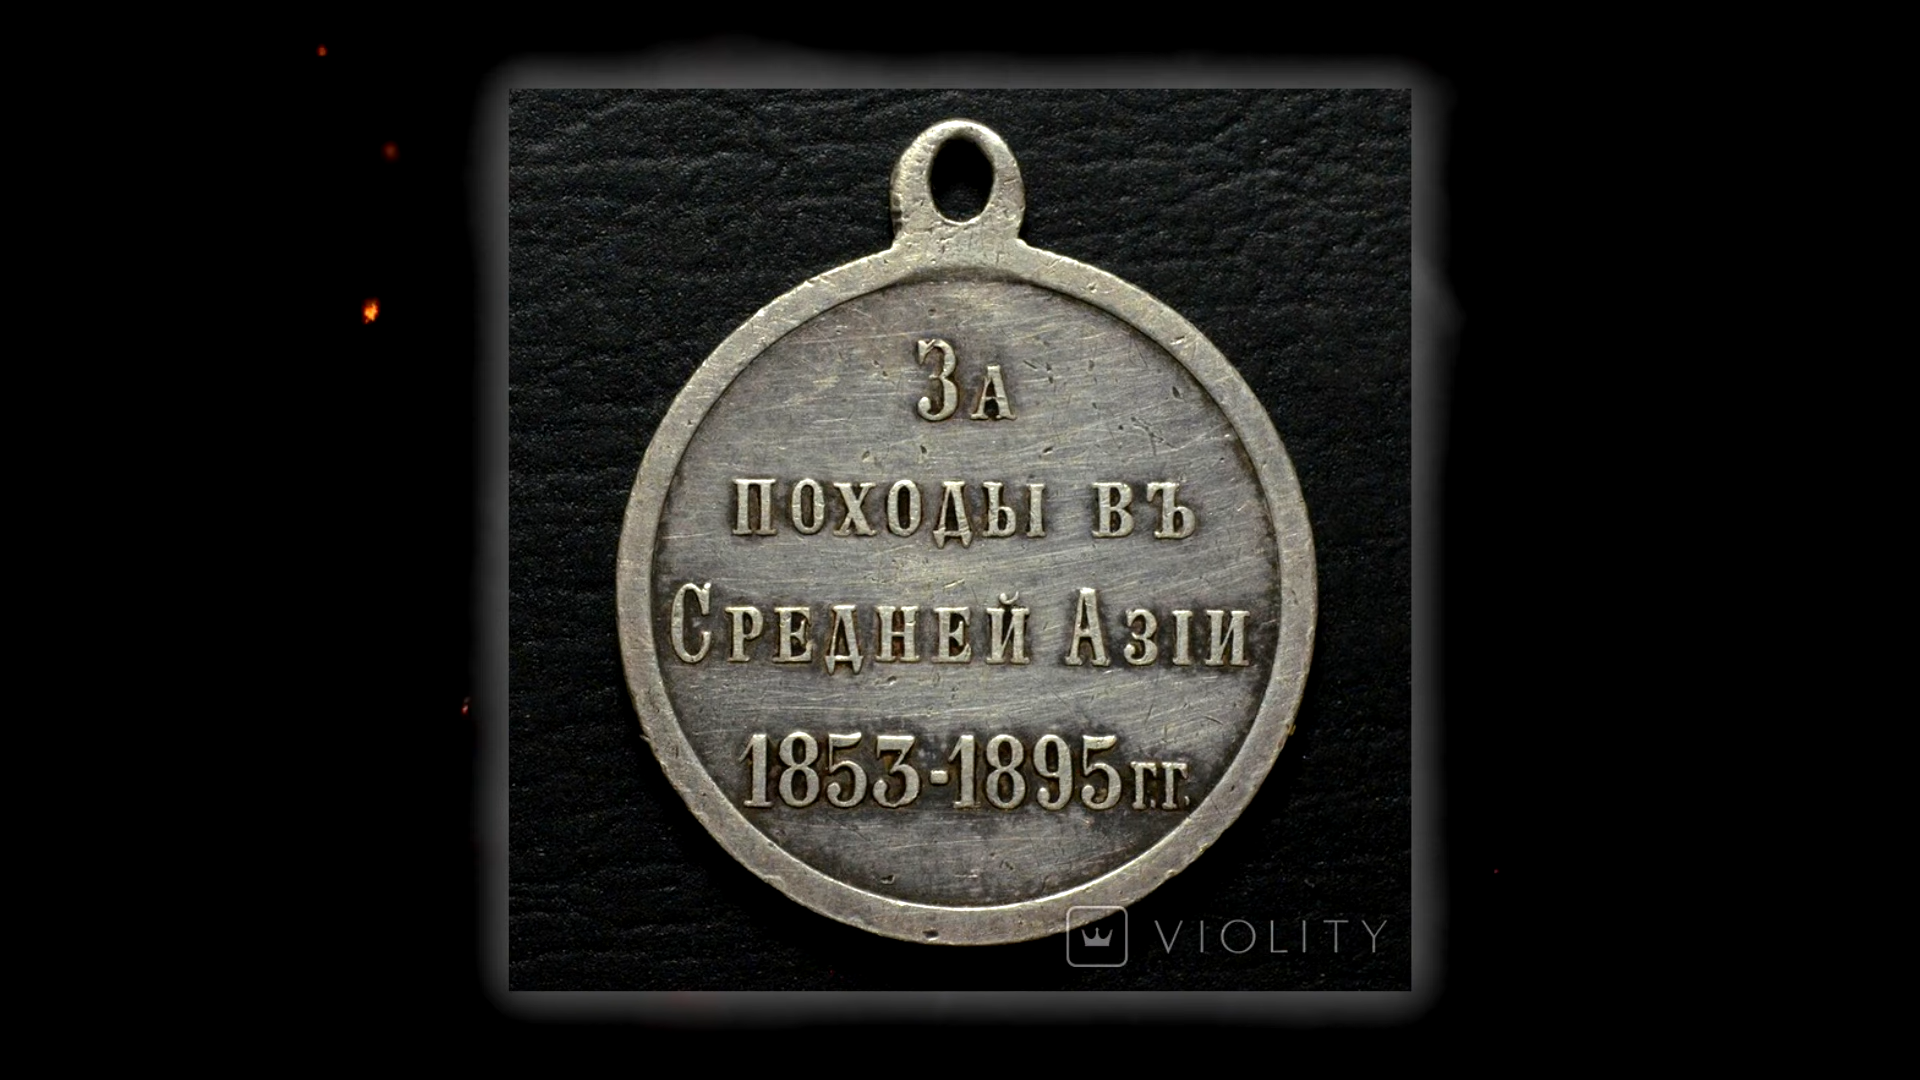 За
походы въ
Средней Азіи
1853-1895 гг.
VIOLITY